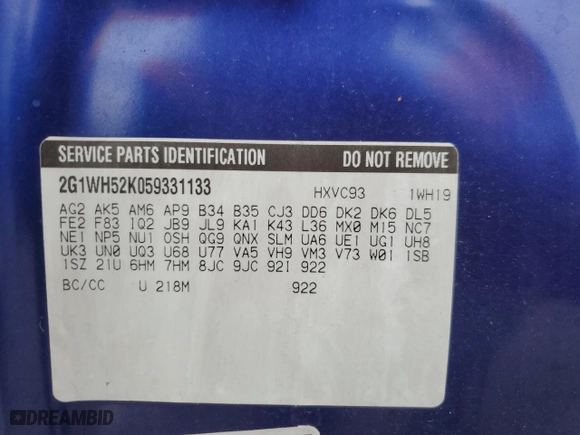 SERVICE PARTS IDENTIFICATION DO NOT REMOVE
2G1WH52K059331133 HXVC93 1WH19
AG2 AK5 AM6 AP9 B34 B35 CJ3 DD6 DK2 DK6 DL5
FE2 F83 IQ2 JB9 JL9 KA1 K43 L36 MX0 M15 NC7
NE1 NP5 NU1 OSH QG9 QNX SLM UA6 UE1 UG1 UH8
UK3 UN0 UQ3 U68 U77 VA5 VH9 VM3 V73 W01 1SB
1SZ 21U 6HM 7HM 8JC 9JC 92I 922
BC/CC U 218M 922
DREAMBID